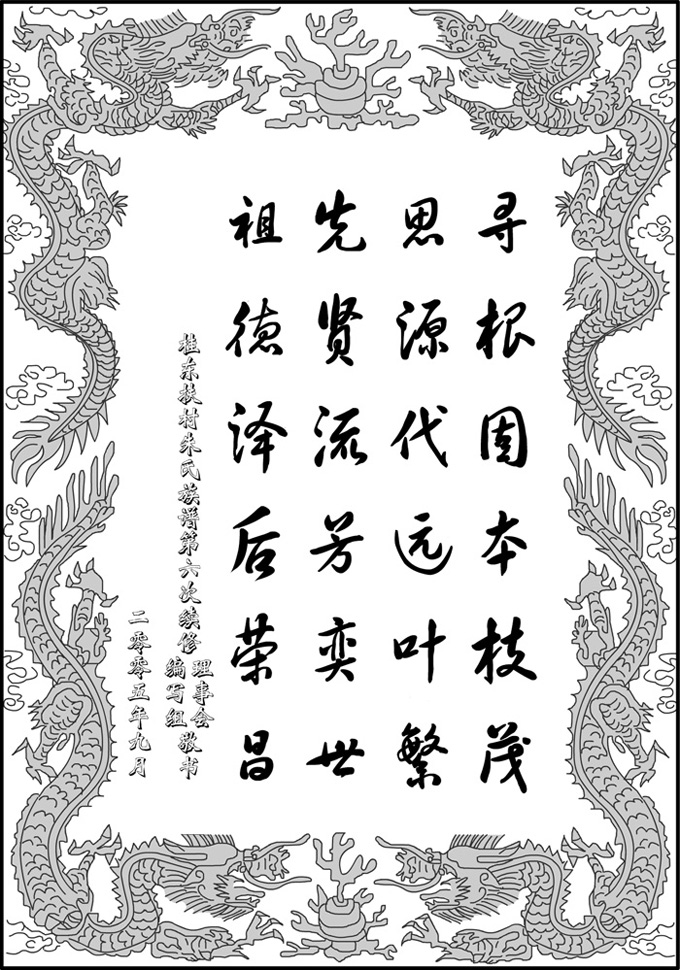 寻根固本枝茂
思源代远叶繁
先贤流芳奕世
祖德泽后荣昌
桂东扶村朱氏族谱第六次续修
理事会
编写组
敬书
二零零五年九月